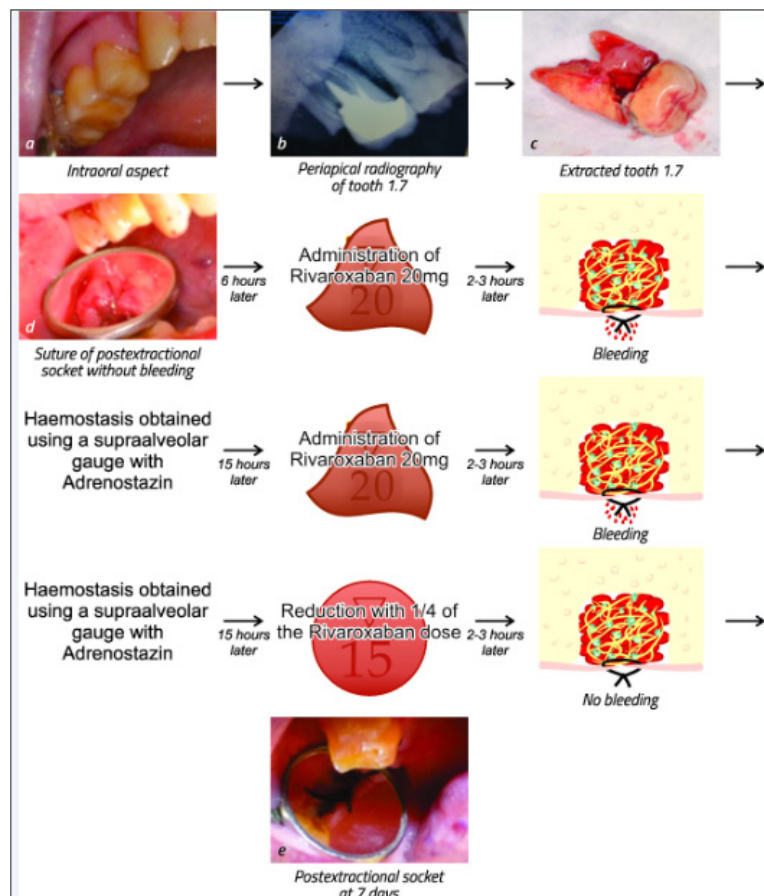 a
Intraoral aspect
b
Periapical radiography
of tooth 1.7
c
Extracted tooth 1.7
d
Suture of postextractional
socket without bleeding
6 hours
later
Administration of
Rivaroxaban 20mg
20
2-3 hours
later
Bleeding
Haemostasis obtained
using a supraalveolar
gauge with
Adrenostazin
15 hours
later
Administration of
Rivaroxaban 20mg
20
2-3 hours
later
Bleeding
Haemostasis obtained
using a supraalveolar
gauge with
Adrenostazin
15 hours
later
Reduction with 1/4 of
the Rivaroxaban dose
15
2-3 hours
later
No bleeding
e
Postextractional socket
at 7 days